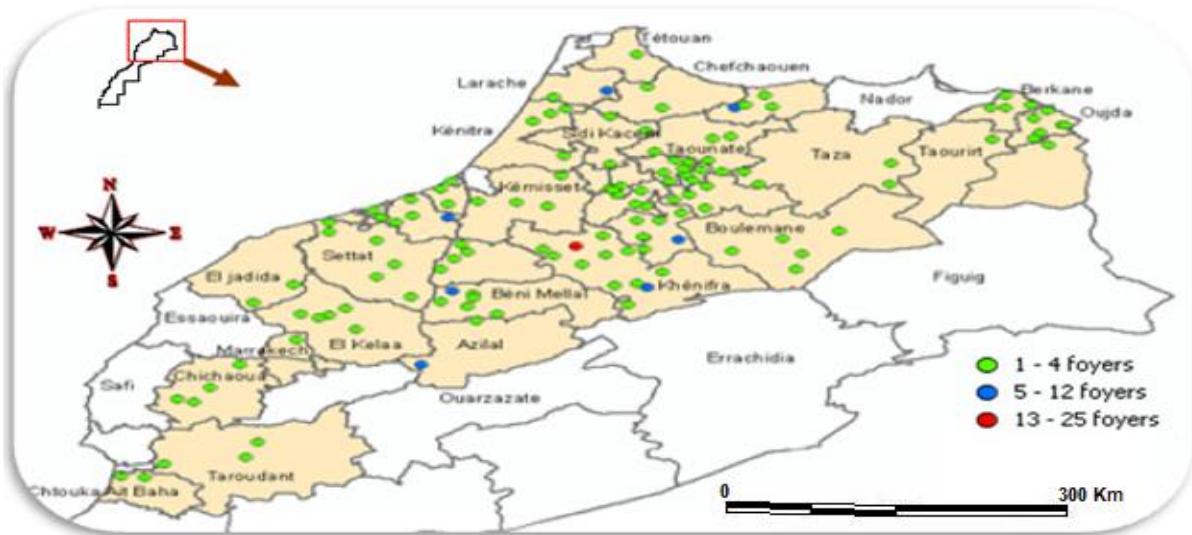 Tétouan
Chefchaouen
Larache
Nador
Berkane
Oujda
Kénitra
Sidi Kacem
Taounate
Taza
Taourirt
N
Kémisset
W
E
S
Settat
Boulemane
El jadida
Figuig
Béni Mellal
Khénifra
Essaouira
El Kelaa
Azilal
Marrakech
Errachidia
Safi
Chichaoua
Ouarzazate
1 - 4 foyers
5 - 12 foyers
13 - 25 foyers
Taroudant
Chtouka Ait Baha
0
300 Km